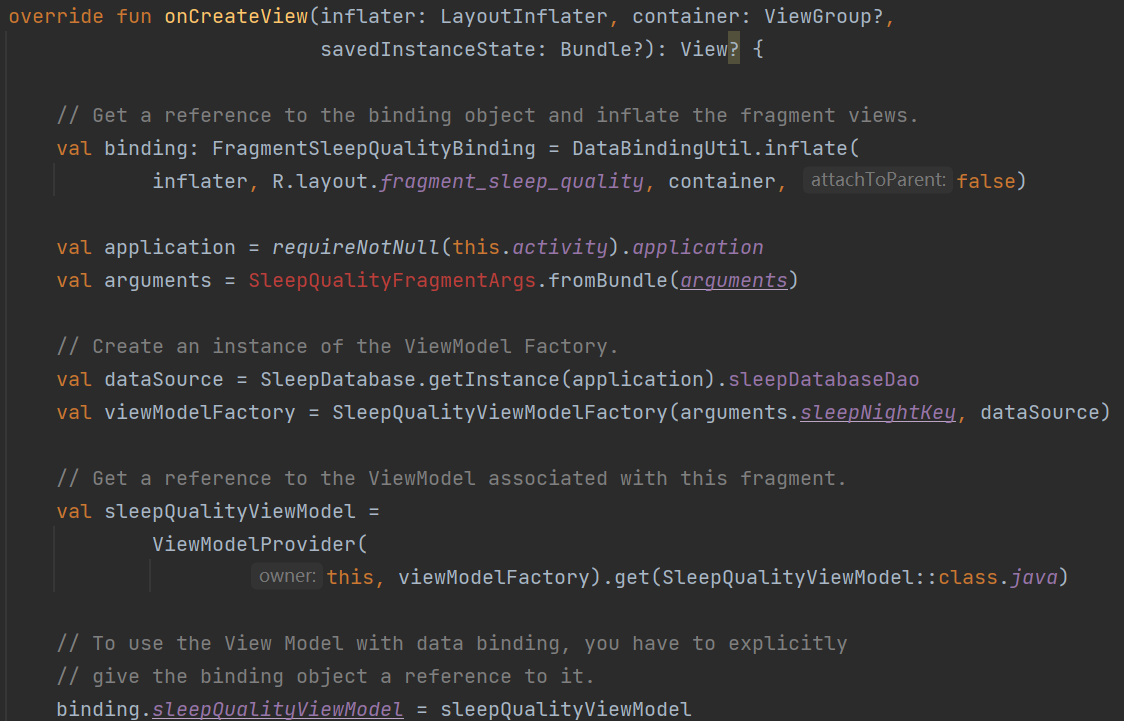 override fun onCreateView(inflater: LayoutInflater, container: ViewGroup?,
savedInstanceState: Bundle?): View? {
// Get a reference to the binding object and inflate the fragment views.
val binding: FragmentSleepQualityBinding = DataBindingUtil.inflate(
inflater, R.layout.fragment_sleep_quality, container, attachToParent: false)
val application = requireNotNull(this.activity).application
val arguments = SleepQualityFragmentArgs.fromBundle(arguments)
// Create an instance of the ViewModel Factory.
val dataSource = SleepDatabase.getInstance(application).sleepDatabaseDao
val viewModelFactory = SleepQualityViewModelFactory(arguments.sleepNightKey, dataSource)
// Get a reference to the ViewModel associated with this fragment.
val sleepQualityViewModel =
ViewModelProvider(
owner: this, viewModelFactory).get(SleepQualityViewModel::class.java)
// To use the View Model with data binding, you have to explicitly
// give the binding object a reference to it.
binding.sleepQualityViewModel = sleepQualityViewModel